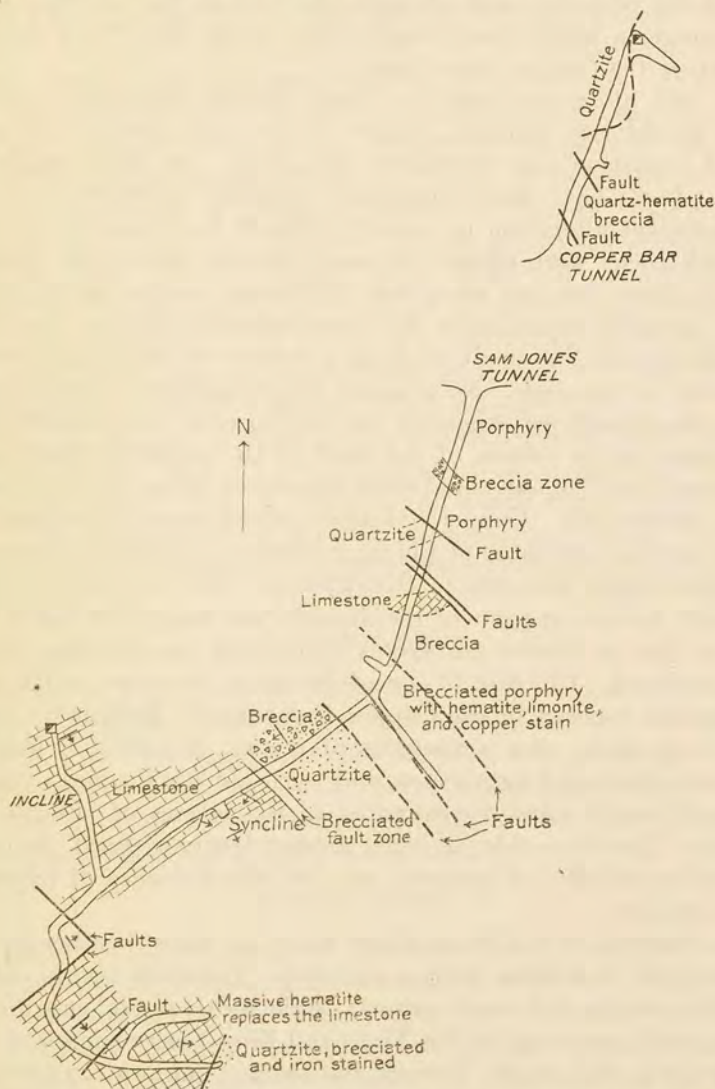 Quartzite
Fault
Quartz-hematite
breccia
Fault
COPPER BAR
TUNNEL
SAM JONES
TUNNEL
N
Porphyry
Breccia zone
Porphyry
Quartzite
Fault
Limestone
Faults
Breccia
Brecciated porphyry
with hematite, limonite,
and copper stain
Breccia
Limestone
Quartzite
INCLINE
Syncline
Brecciated
fault zone
Faults
Faults
Fault
Massive hematite
replaces the limestone
Quartzite, brecciated
and iron stained